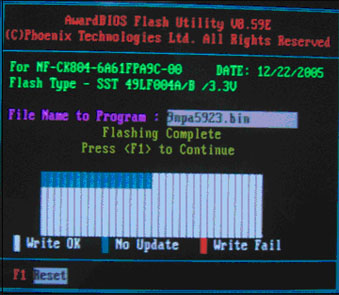 AwardBIOS Flash Utility V8.59E
(C)Phoenix Technologies Ltd. All Rights Reserved
For NF-CK804-6A61FPA9C-00 DATE: 12/22/2005
Flash Type - SST 49LF004A/B /3.3V
File Name to Program : 9npa5923.bin
Flashing Complete
Press <F1> to Continue
Write OK No Update Write Fail
F1 Reset